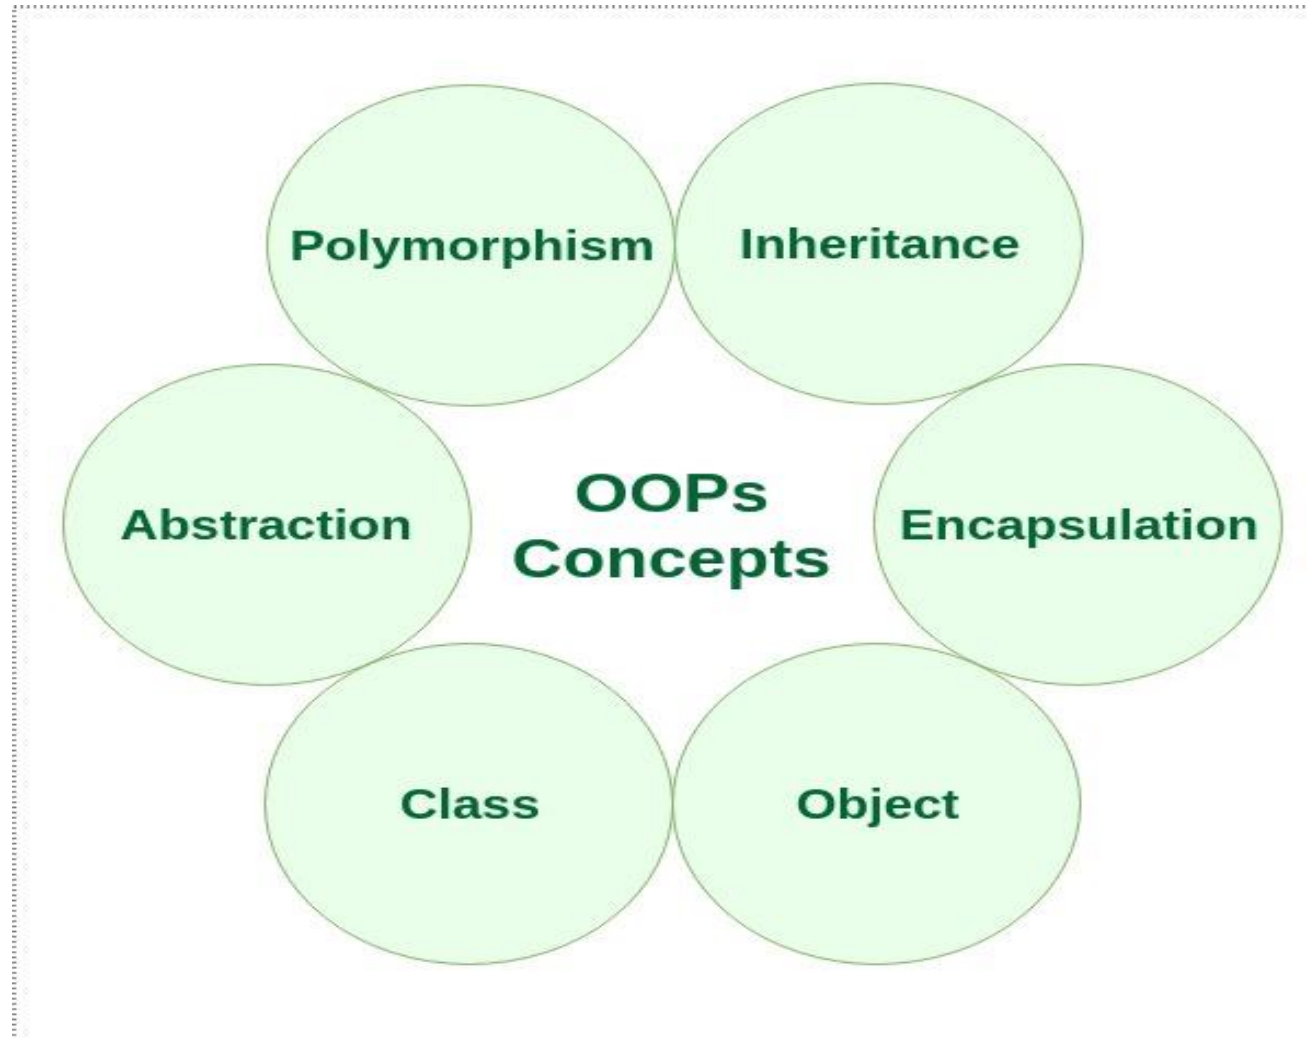 Polymorphism
Inheritance
Abstraction
OOPs
Concepts
Encapsulation
Class
Object